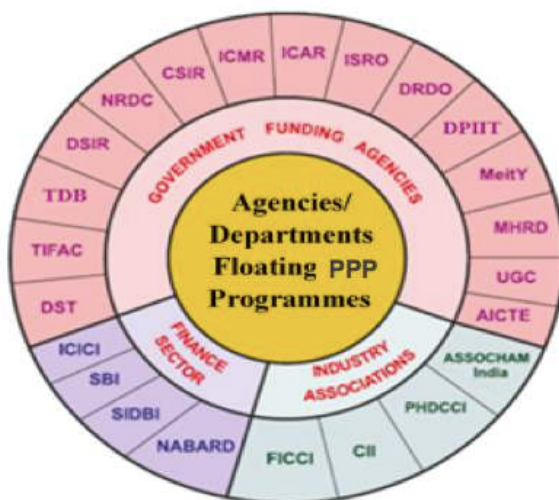 Agencies/
Departments
Floating PPP
Programmes
GOVERNMENT FUNDING AGENCIES
DST
TIFAC
TDB
DSIR
NRDC
CSIR
ICMR
ICAR
ISRO
DRDO
DPIIT
MeitY
MHRD
UGC
AICTE
INDUSTRY
ASSOCIATIONS
ASSOCHAM
India
PHDCCI
CII
FICCI
FINANCE
SECTOR
NABARD
SIDBI
SBI
ICICI